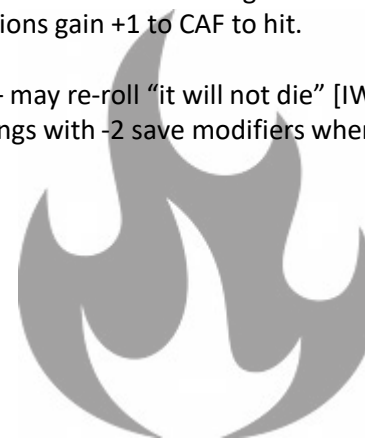 ions gain +1 to CAF to hit.
- may re-roll “it will not die” [IW
ngs with -2 save modifiers when